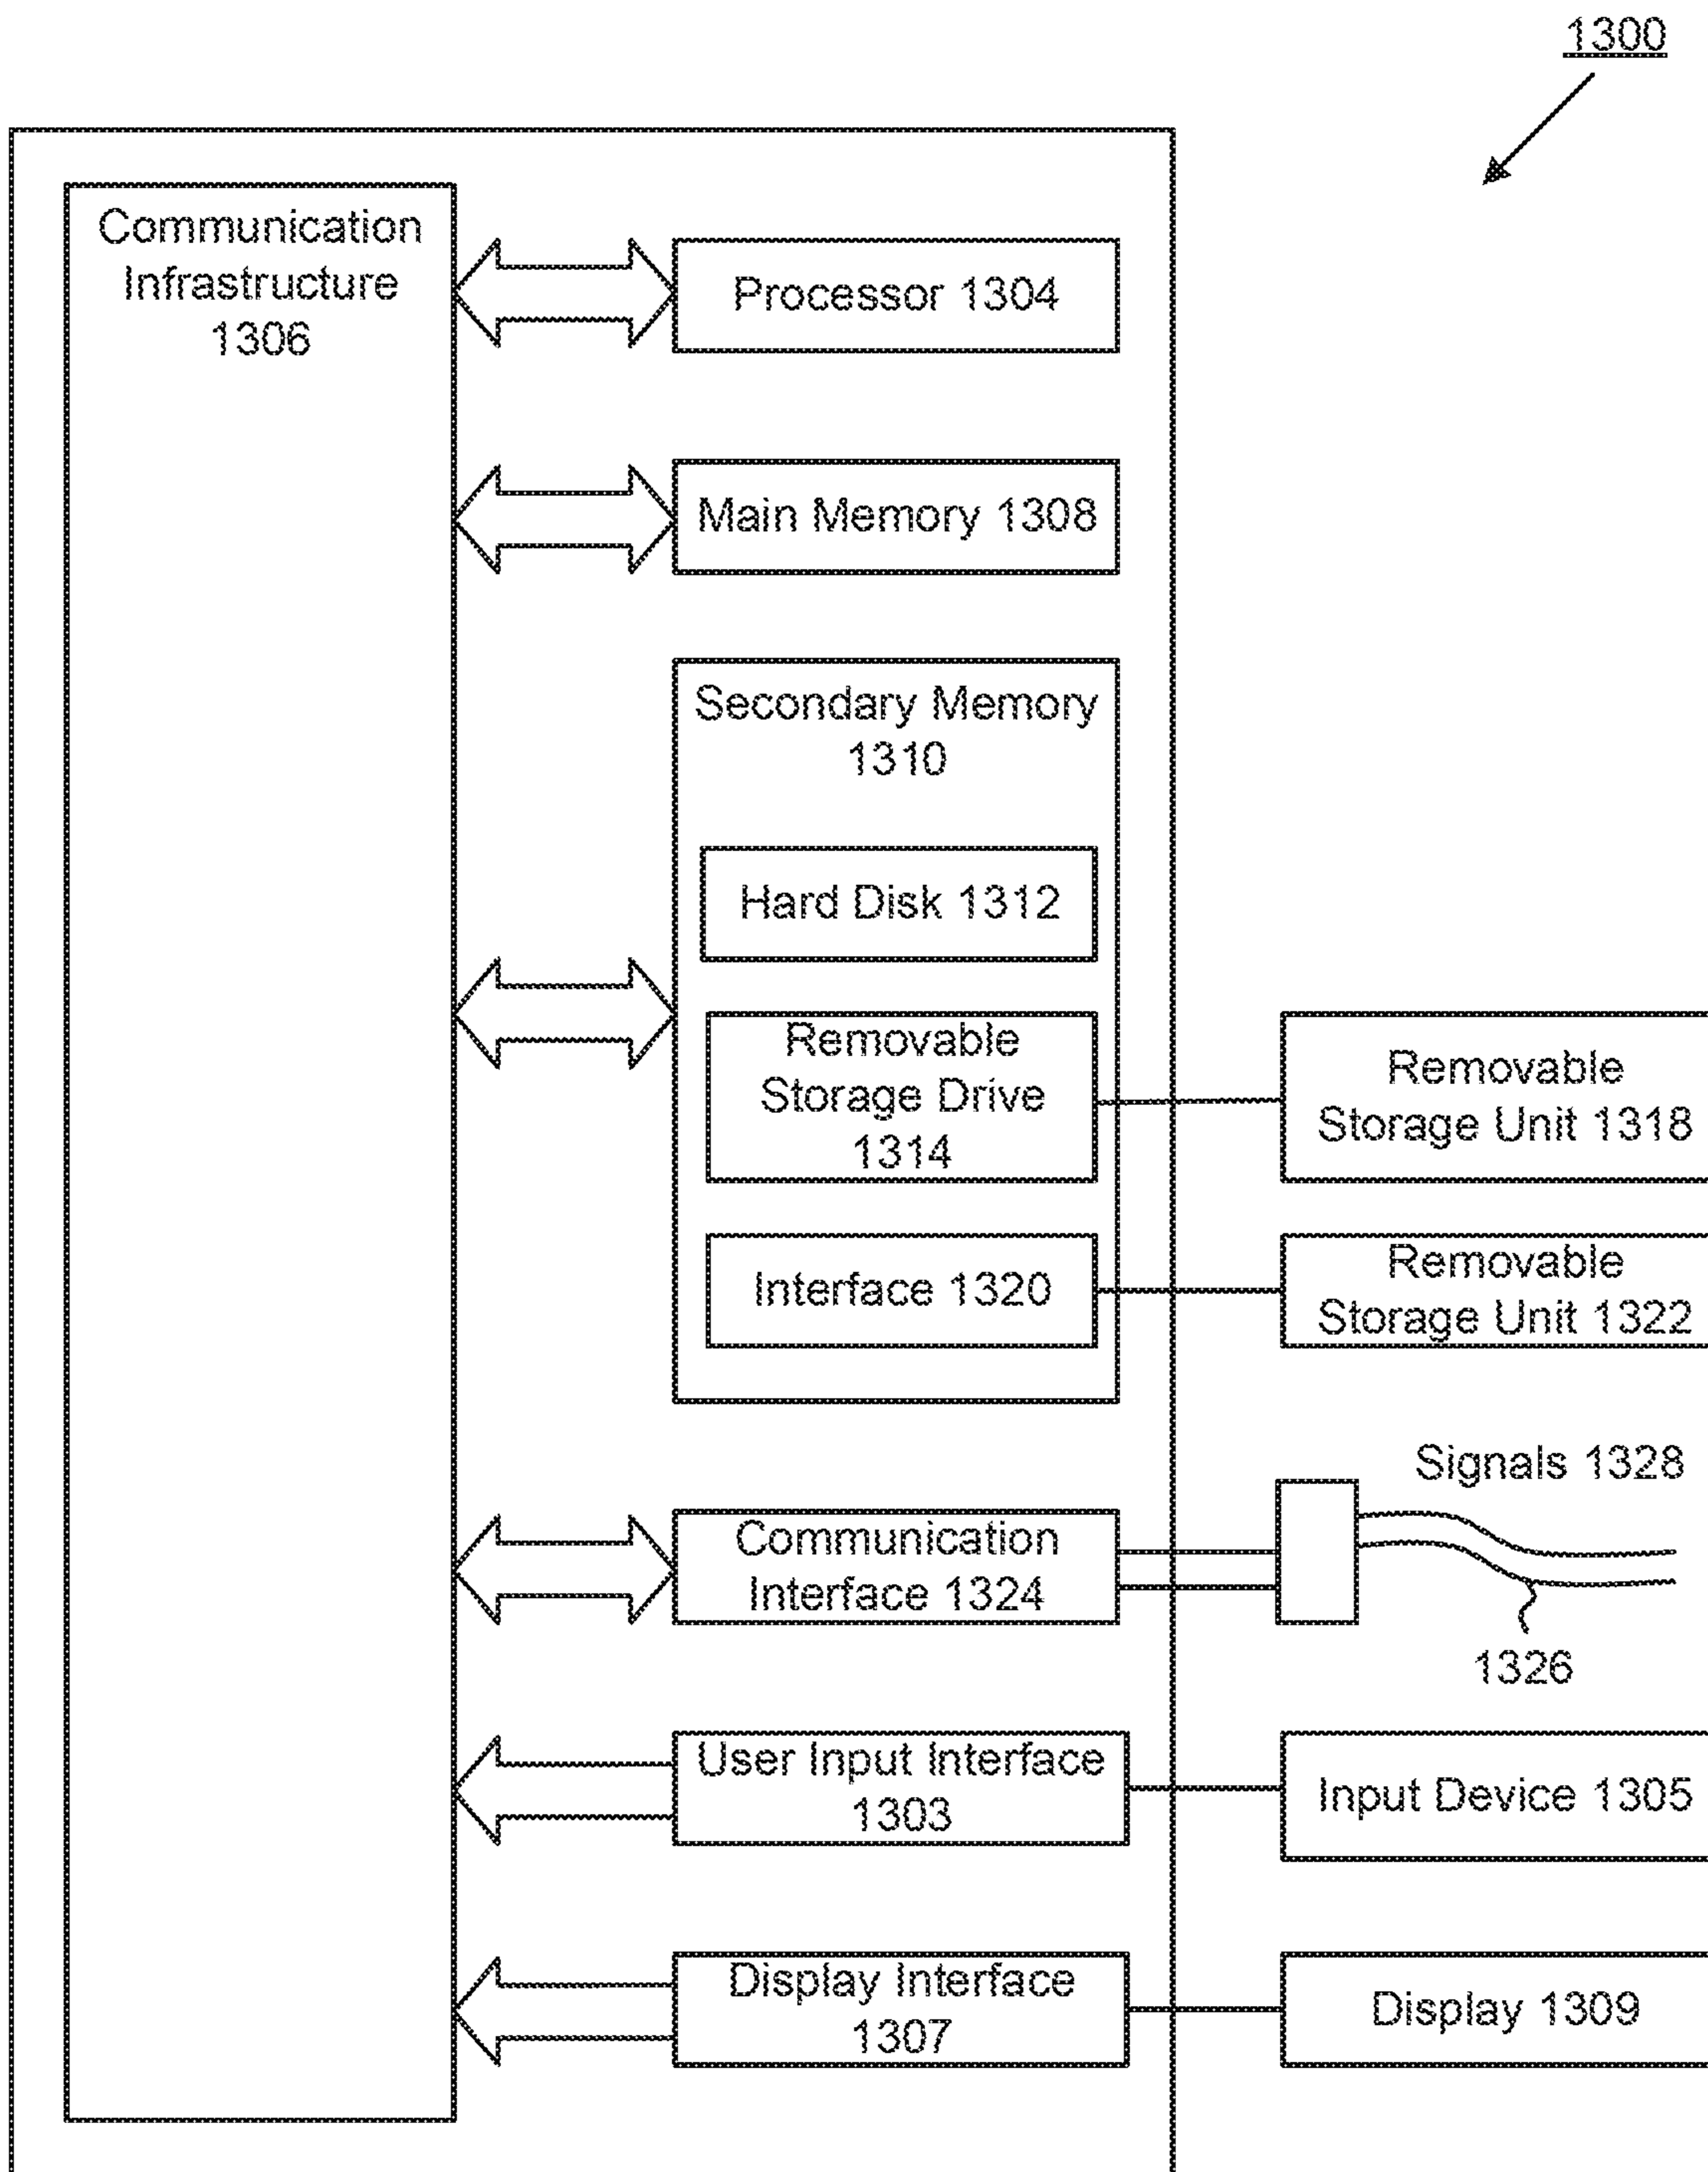 1300
Communication
Infrastructure
1306
Processor 1304
Main Memory 1308
Secondary Memory
1310
Hard Disk 1312
Removable
Storage Drive
1314
Removable
Storage Unit 1318
Interface 1320
Removable
Storage Unit 1322
Signals 1328
Communication
Interface 1324
1326
User Input Interface
1303
Input Device 1305
Display Interface
1307
Display 1309